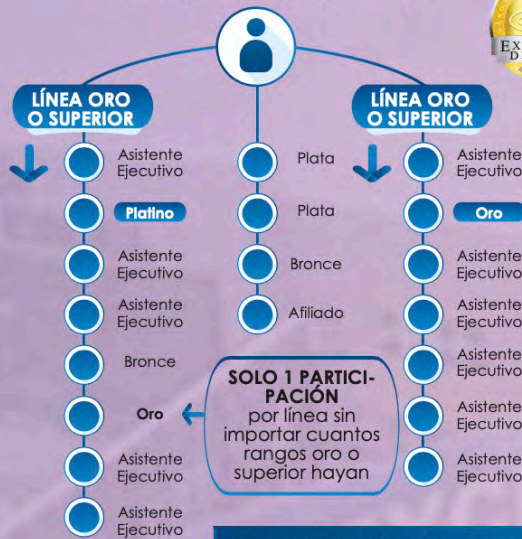 LÍNEA ORO
O SUPERIOR
Asistente
Ejecutivo
Platino
Asistente
Ejecutivo
Asistente
Ejecutivo
Bronce
Oro
Asistente
Ejecutivo
Asistente
Ejecutivo
Plata
Plata
Bronce
Afiliado
SOLO 1 PARTICI-
PACIÓN
por línea sin
importar cuantos
rangos oro o
superior hayan
LÍNEA ORO
O SUPERIOR
Asistente
Ejecutivo
Oro
Asistente
Ejecutivo
Asistente
Ejecutivo
Asistente
Ejecutivo
Asistente
Ejecutivo
Asistente
Ejecutivo